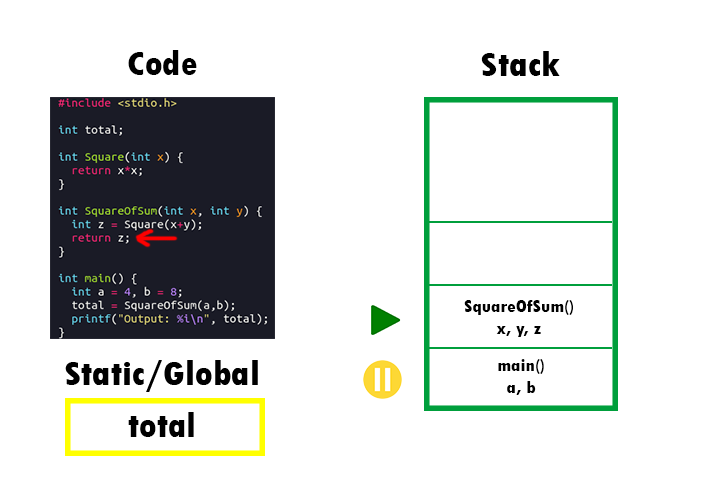 Code
#include <stdio.h>
int total;
int Square(int x) {
return x*x;
}
int SquareOfSum(int x, int y) {
int z = Square(x+y);
return z;
}
int main() {
int a = 4, b = 8;
total = SquareOfSum(a,b);
printf("Output: %i\n", total);
}
Static/Global
total
Stack
SquareOfSum()
x, y, z
main()
a, b